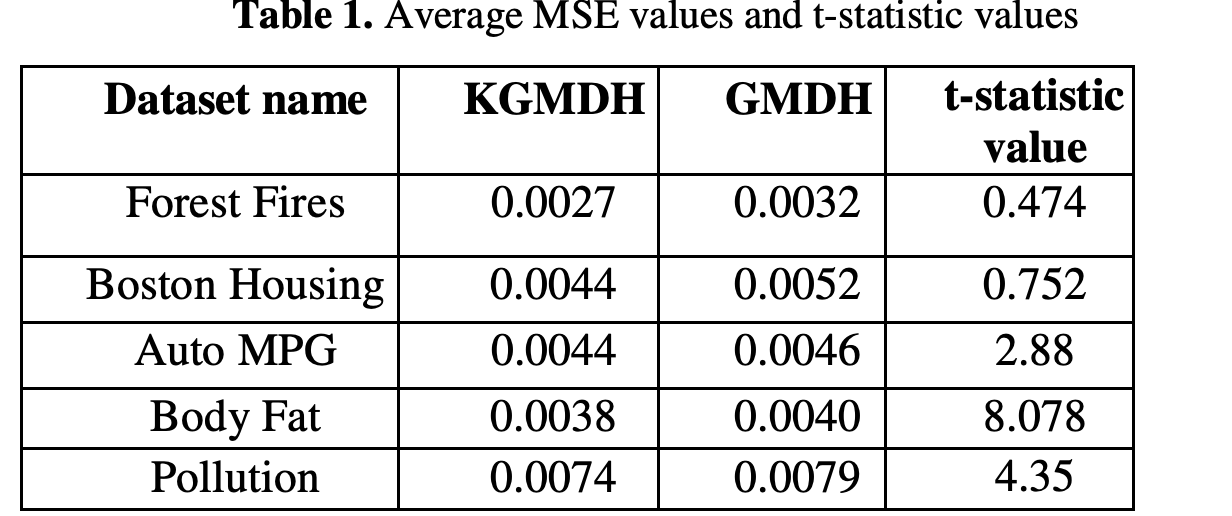 Table 1. Average MSE values and t-statistic values
Dataset name KGMDH GMDH t-statistic value
Forest Fires 0.0027 0.0032 0.474
Boston Housing 0.0044 0.0052 0.752
Auto MPG 0.0044 0.0046 2.88
Body Fat 0.0038 0.0040 8.078
Pollution 0.0074 0.0079 4.35